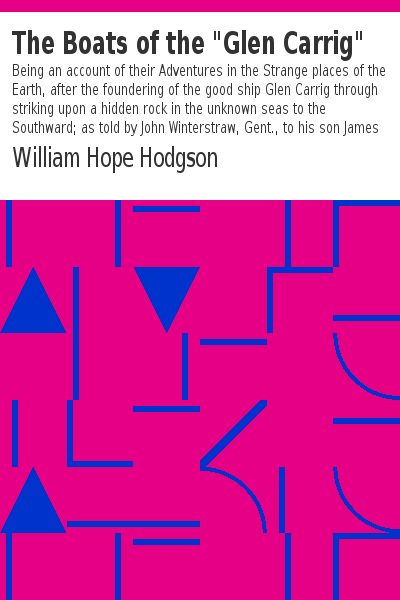 The Boats of the "Glen Carrig"
Being an account of their Adventures in the Strange places of the
Earth, after the foundering of the good ship Glen Carrig through
striking upon a hidden rock in the unknown seas to the
Southward; as told by John Winterstraw, Gent., to his son James
William Hope Hodgson